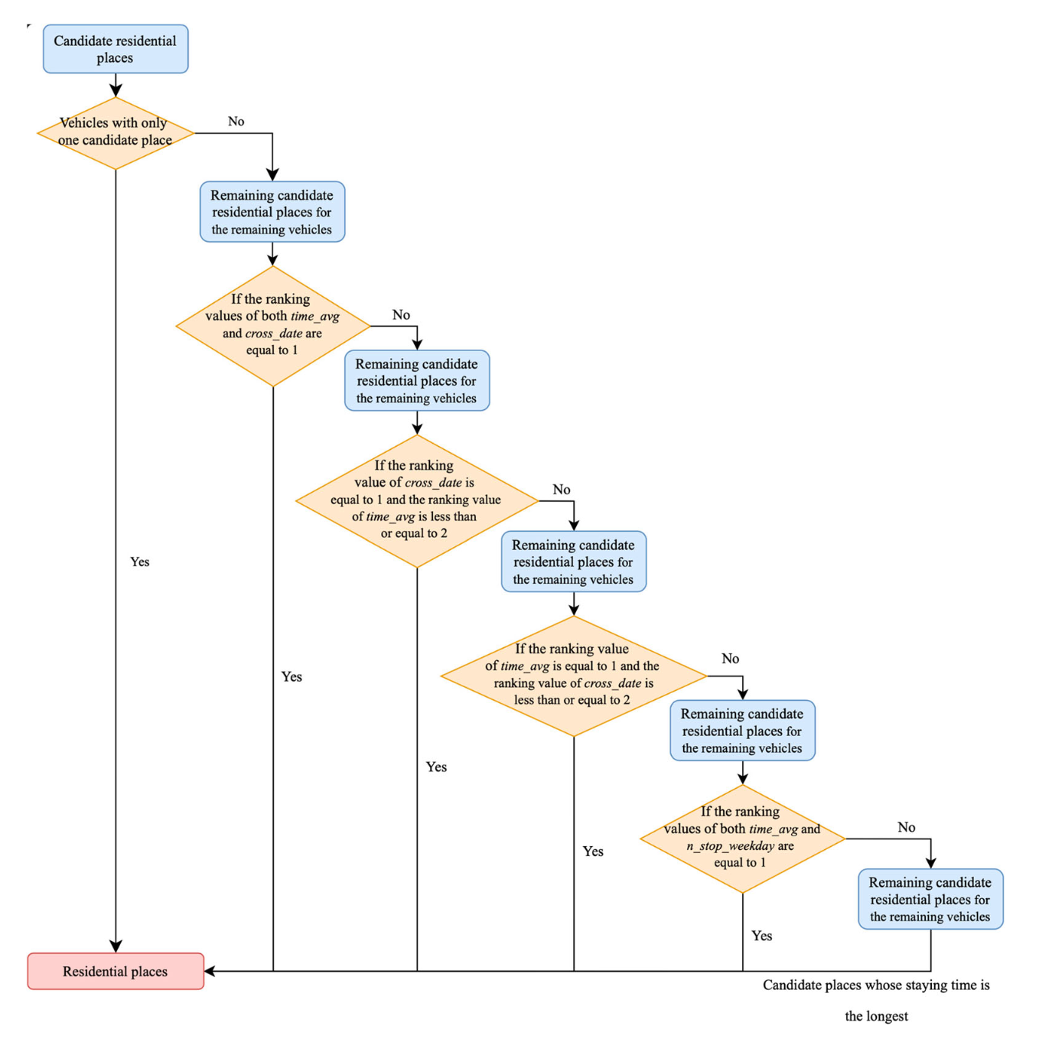 Candidate residential
places
Vehicles with only
one candidate place
No
Remaining candidate
residential places for
the remaining vehicles
If the ranking
values of both time_avg
and cross_date are
equal to 1
No
Remaining candidate
residential places for
the remaining vehicles
If the ranking
value of cross_date is
equal to 1 and the ranking value
of time_avg is less than
or equal to 2
No
Remaining candidate
residential places for
the remaining vehicles
Yes
If the ranking value
of time_avg is equal to 1 and the
ranking value of cross_date is
less than or equal to 2
No
Yes
Remaining candidate
residential places for
the remaining vehicles
Yes
If the ranking
values of both time_avg and
n_stop_weekday are
equal to 1
No
Yes
Remaining candidate
residential places for
the remaining vehicles
Yes
Residential places
Candidate places whose staying time is
the longest